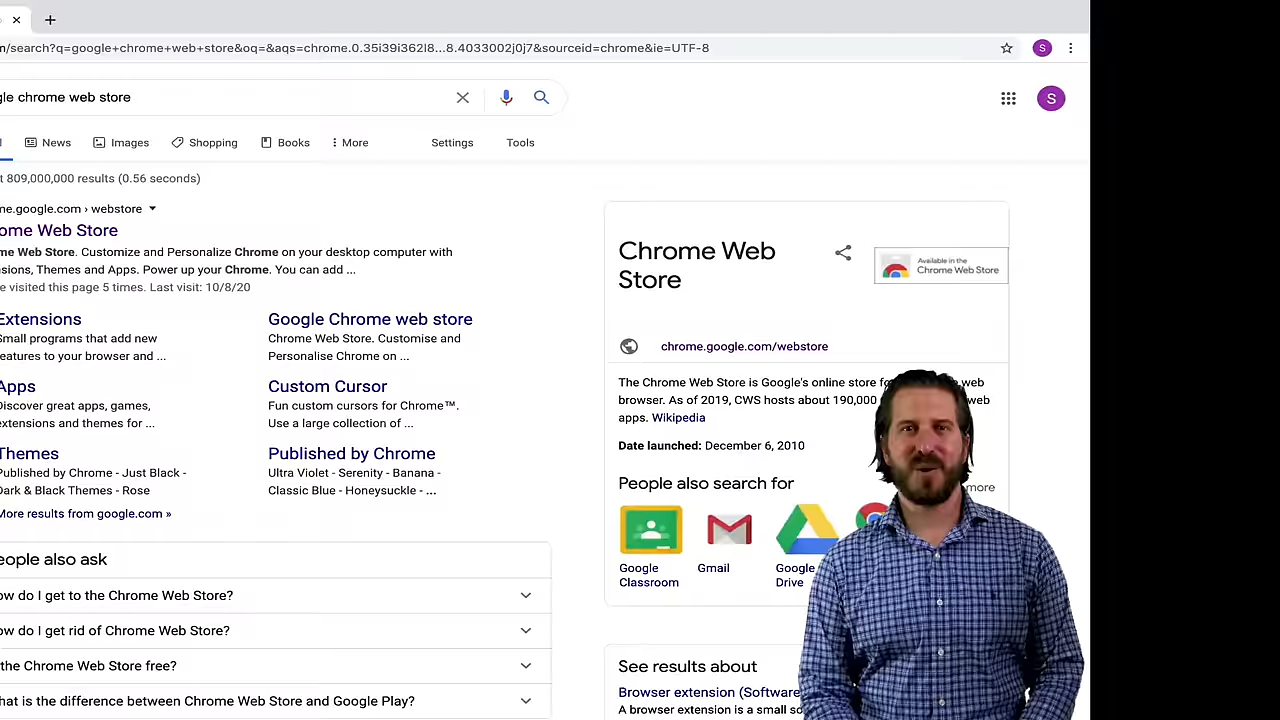 /search?q=google+chrome+web+store&oq=&aqs=chrome.0.35i39i362l8...8.4033002j0j7&sourceid=chrome&ie=UTF-8
S
chrome web store
S
News
Images
Shopping
Books
More
Settings
Tools
809,000,000 results (0.56 seconds)
me.google.com › webstore
ome Web Store
me Web Store. Customize and Personalize Chrome on your desktop computer with
sions, Themes and Apps. Power up your Chrome. You can add ...
visited this page 5 times. Last visit: 10/8/20
Extensions
Small programs that add new
eatures to your browser and ...
Google Chrome web store
Chrome Web Store. Customise and
Personalise Chrome on ...
Apps
Discover great apps, games,
extensions and themes for ...
Custom Cursor
Fun custom cursors for Chrome™.
Use a large collection of ...
Themes
Published by Chrome - Just Black -
Dark & Black Themes - Rose
Published by Chrome
Ultra Violet - Serenity - Banana -
Classic Blue - Honeysuckle - ...
More results from google.com »
eople also ask
ow do I get to the Chrome Web Store?
ow do I get rid of Chrome Web Store?
the Chrome Web Store free?
hat is the difference between Chrome Web Store and Google Play?
Chrome Web
Store
Available in the
Chrome Web Store
chrome.google.com/webstore
The Chrome Web Store is Google's online store web
browser. As of 2019, CWS hosts about 190,000 web
apps. Wikipedia
Date launched: December 6, 2010
People also search for
more
Google
Classroom
Gmail
Google
Drive
See results about
Browser extension (Software
A browser extension is a small